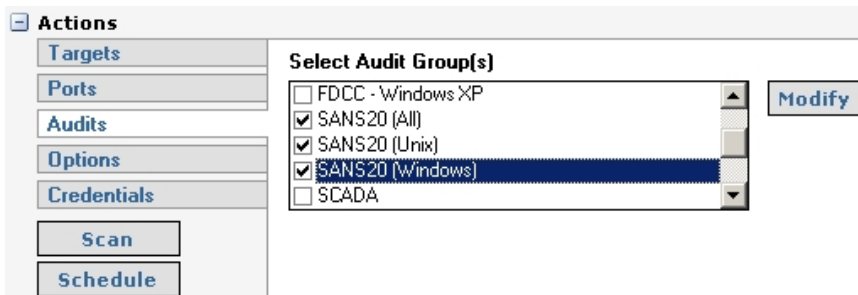 Actions
Targets
Ports
Audits
Options
Credentials
Scan
Schedule
Select Audit Group(s)
FDCC - Windows XP
SANS20 (All)
SANS20 (Unix)
SANS20 (Windows)
SCADA
Modify